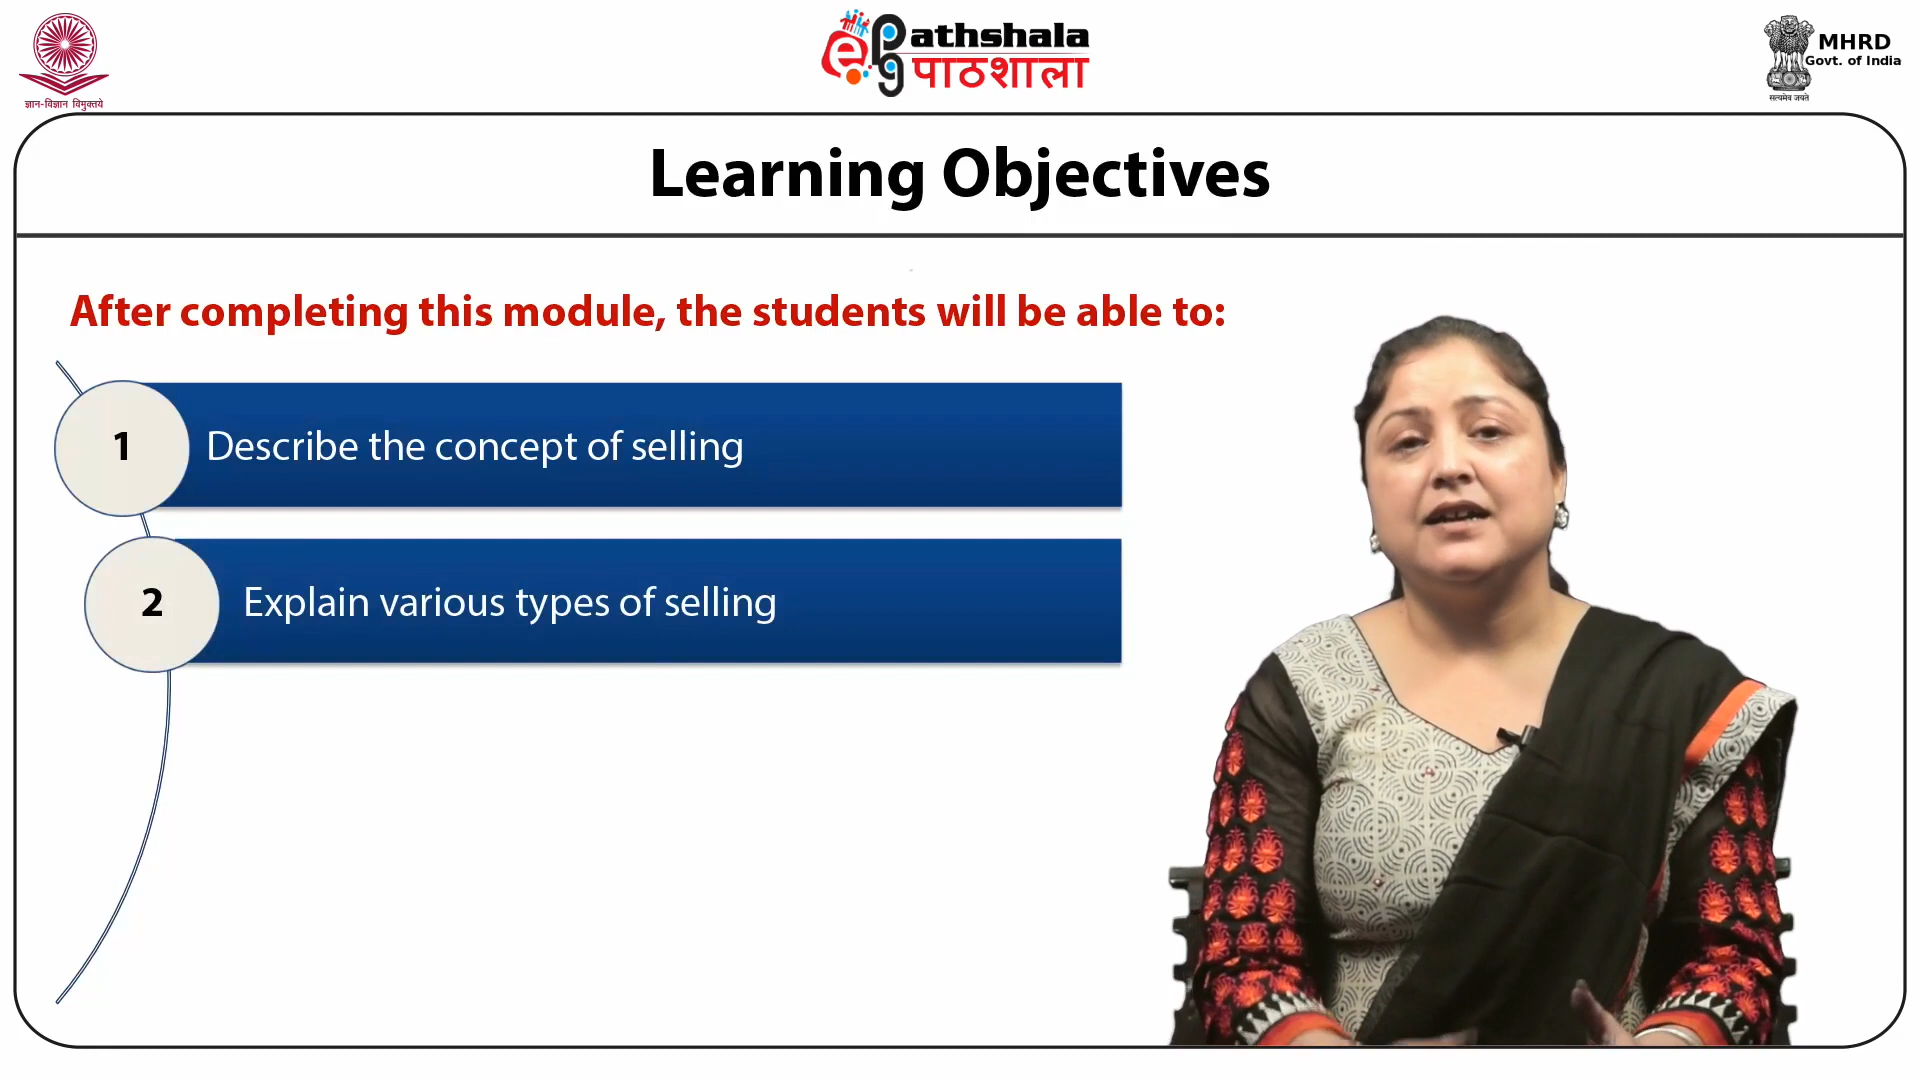 ज्ञान-विज्ञान विमुक्तये
ePathshala
पाठशाला
MHRD
Govt. of India
सत्यमेव जयते
Learning Objectives
After completing this module, the students will be able to:
1 Describe the concept of selling
2 Explain various types of selling